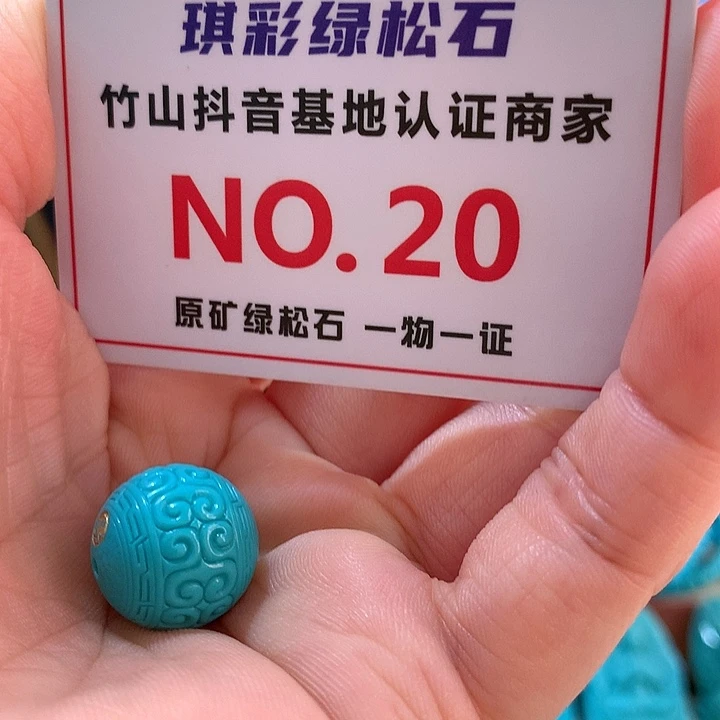 琪彩绿松石
竹山抖音基地认证商家
NO. 20
原矿绿松石 一物一证